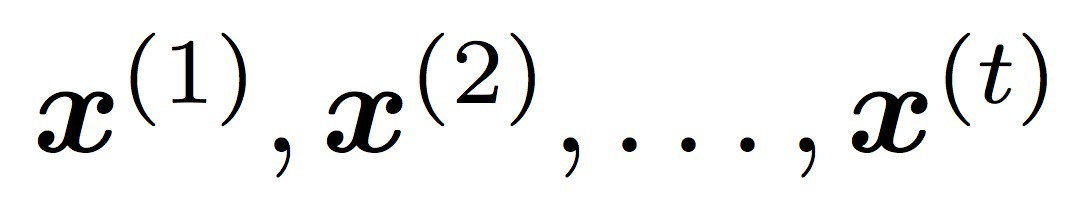 x^(1), x^(2), . . . , x^(t)